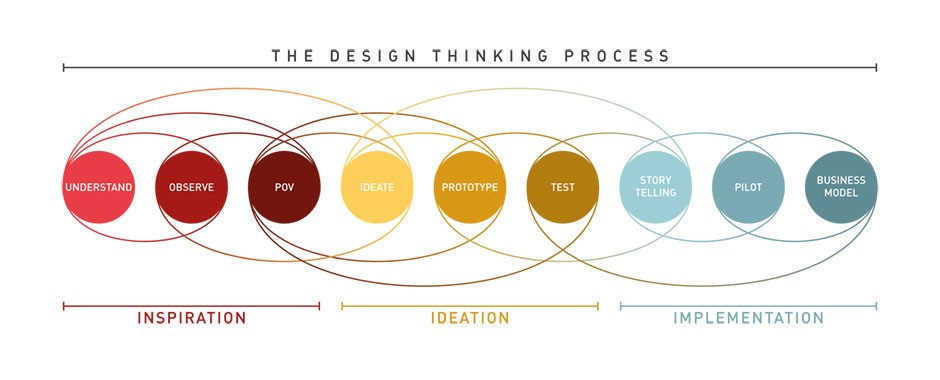 THE DESIGN THINKING PROCESS
UNDERSTAND
OBSERVE
POV
IDEATE
PROTOTYPE
TEST
STORY
TELLING
PILOT
BUSINESS
MODEL
INSPIRATION
IDEATION
IMPLEMENTATION